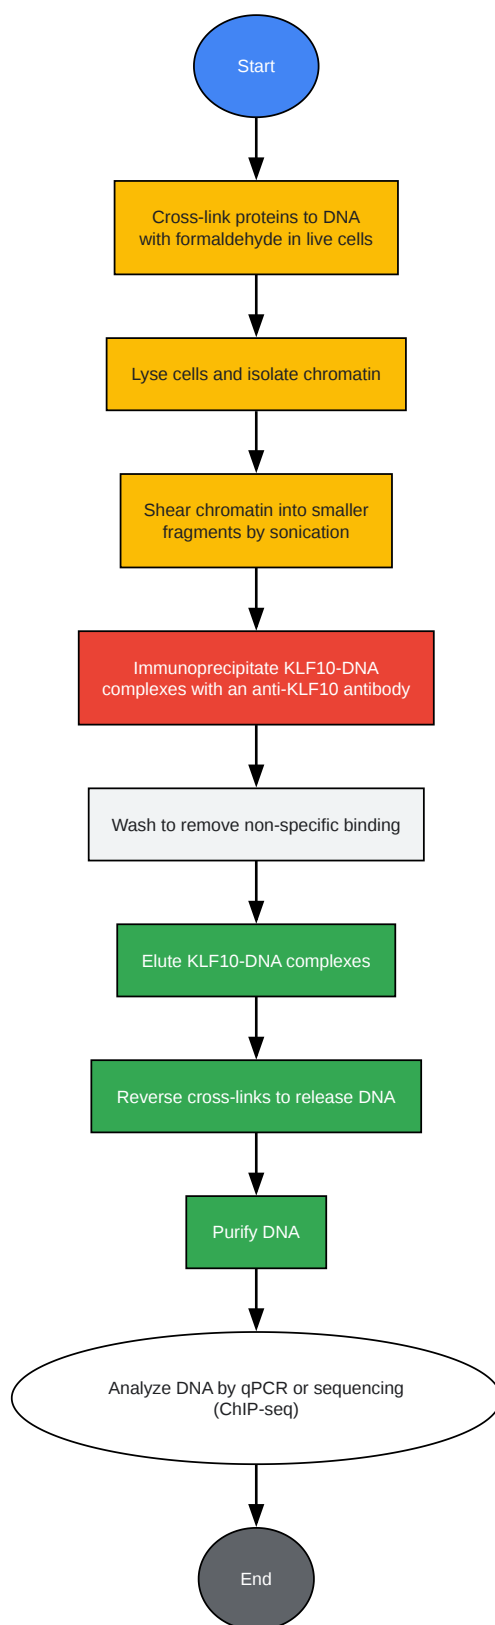 Start
Cross-link proteins to DNA
with formaldehyde in live cells
Lyse cells and isolate chromatin
Shear chromatin into smaller
fragments by sonication
Immunoprecipitate KLF10-DNA
complexes with an anti-KLF10 antibody
Wash to remove non-specific binding
Elute KLF10-DNA complexes
Reverse cross-links to release DNA
Purify DNA
Analyze DNA by qPCR or sequencing
(ChIP-seq)
End